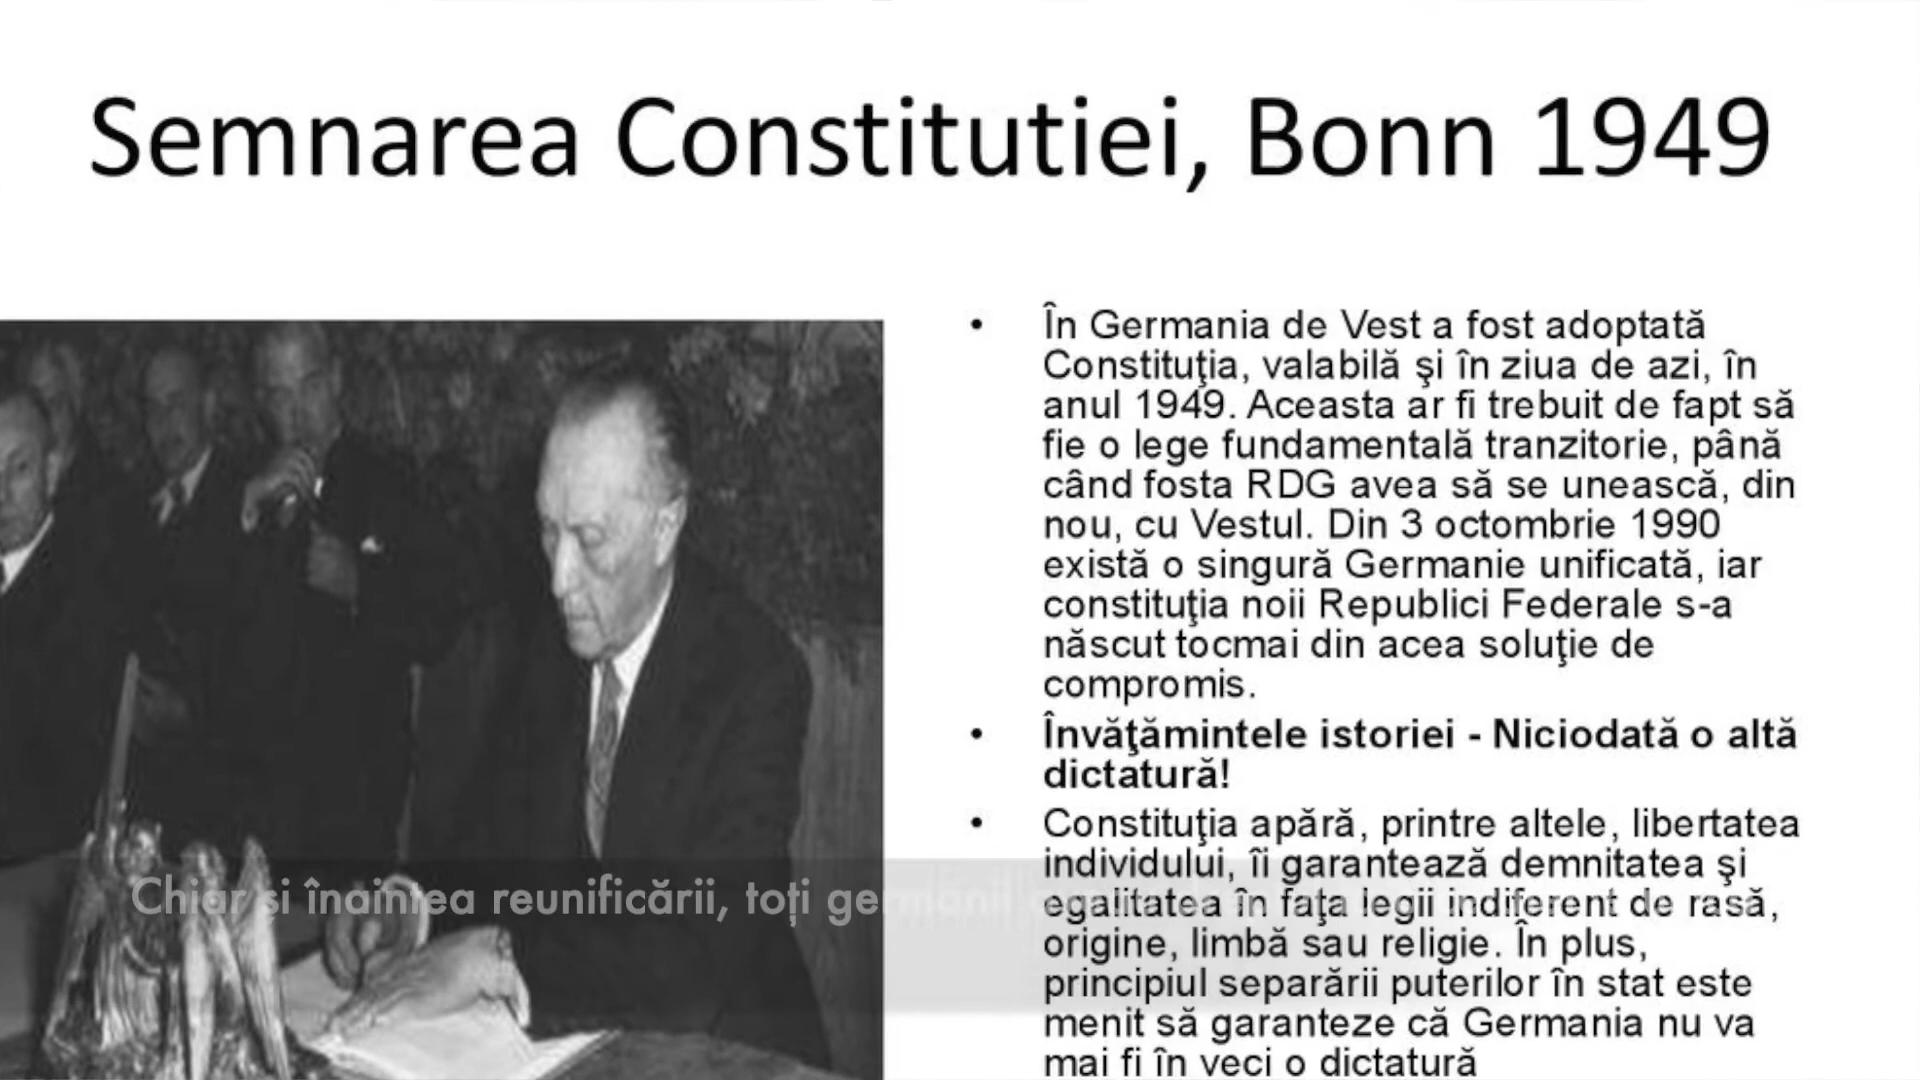 Semnarea Constitutiei, Bonn 1949
• În Germania de Vest a fost adoptată
Constituţia, valabilă şi în ziua de azi, în
anul 1949. Aceasta ar fi trebuit de fapt să
fie o lege fundamentală tranzitorie, până
când fosta RDG avea să se unească, din
nou, cu Vestul. Din 3 octombrie 1990
există o singură Germanie unificată, iar
constituţia noii Republici Federale s-a
născut tocmai din acea soluţie de
compromis.
• Învăţămintele istoriei - Niciodată o altă
dictatură!
• Constituţia apără, printre altele, libertatea
individului, îi garantează demnitatea şi
egalitatea în faţa legii indiferent de rasă,
origine, limbă sau religie. În plus,
principiul separării puterilor în stat este
menit să garanteze că Germania nu va
mai fi în veci o dictatură
Chiar si înaintea reunificării, toți germanii